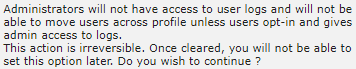 Administrators will not have access to user logs and will not be
able to move users across profile unless users opt-in and gives
admin access to logs.
This action is irreversible. Once cleared, you will not be able to
set this option later. Do you wish to continue ?